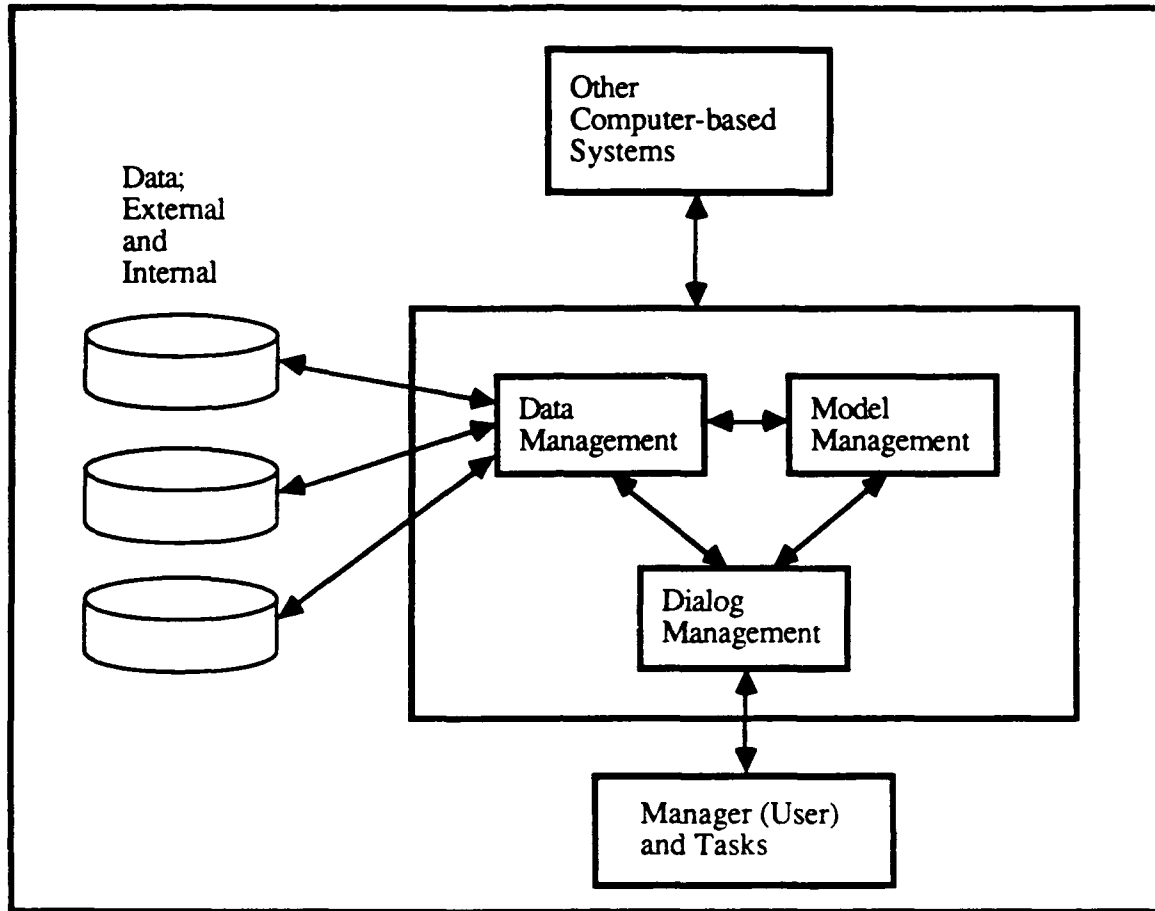 Other
Computer-based
Systems
Data;
External
and
Internal
Data
Management
Model
Management
Dialog
Management
Manager (User)
and Tasks